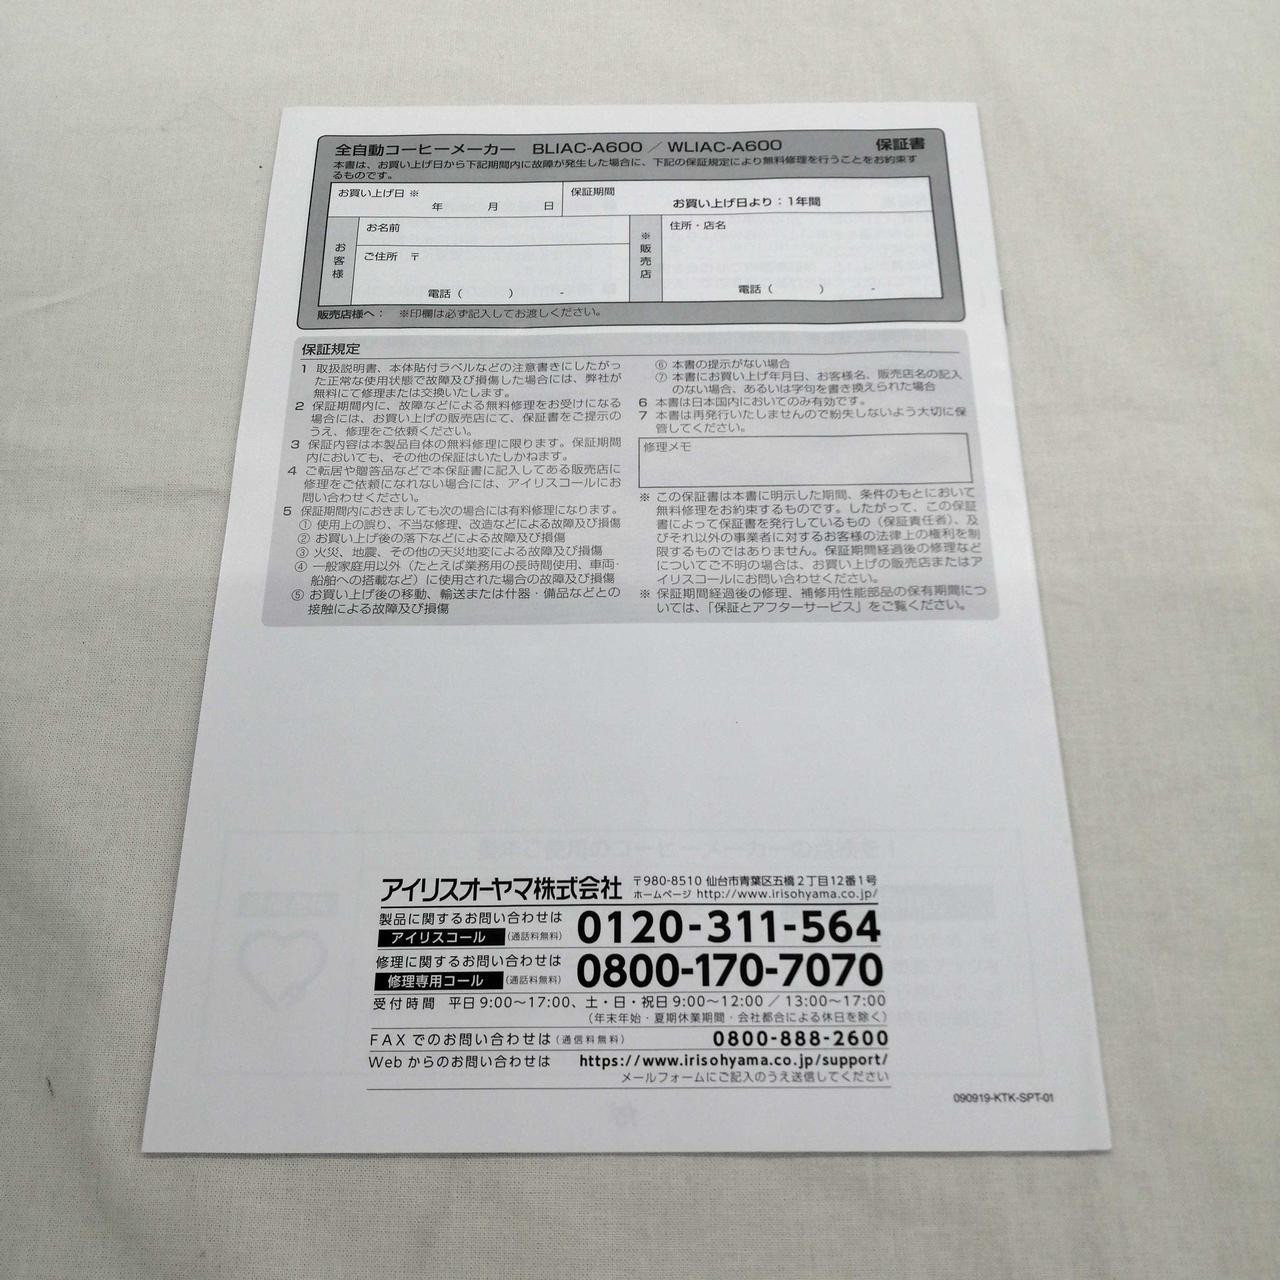 全自動コーヒーメーカー BLIAC-A600 ／ WLIAC-A600 保証書
本書は、お買い上げ日から下記期間内に故障が発生した場合に、下記の保証規定により無料修理を行うことをお約束す
るものです。
お買い上げ日 ※
年 月 日
保証期間
お買い上げ日より：1年間
お客様
お名前
ご住所 〒
電話（ ） -
※販売店
住所・店名
電話（ ） -
販売店様へ： ※印欄は必ず記入してお渡しください。
保証規定
1 取扱説明書、本体貼付ラベルなどの注意書きにしたがっ
た正常な使用状態で故障及び損傷した場合には、弊社が
無料にて修理または交換いたします。
2 保証期間内に、故障などによる無料修理をお受けになる
場合には、お買い上げの販売店にて、保証書をご提示の
うえ、修理をご依頼ください。
3 保証内容は本製品自体の無料修理に限ります。保証期間
内においても、その他の保証はいたしかねます。
4 ご転居や贈答品などで本保証書に記入してある販売店に
修理をご依頼になれない場合には、アイリスコールにお
問い合わせください。
5 保証期間内におきましても次の場合には有料修理になります。
① 使用上の誤り、不当な修理、改造などによる故障及び損傷
② お買い上げ後の落下などによる故障及び損傷
③ 火災、地震、その他の天災地変による故障及び損傷
④ 一般家庭用以外（たとえば業務用の長時間使用、車両・
船舶への搭載など）に使用された場合の故障及び損傷
⑤ お買い上げ後の移動、輸送または什器・備品などとの
接触による故障及び損傷
⑥ 本書の提示がない場合
⑦ 本書にお買い上げ年月日、お客様名、販売店名の記入
のない場合、あるいは字句を書き換えられた場合
6 本書は日本国内においてのみ有効です。
7 本書は再発行いたしませんので紛失しないよう大切に保
管してください。
修理メモ
※ この保証書は本書に明示した期間、条件のもとにおいて
無料修理をお約束するものです。したがって、この保証
書によって保証書を発行しているもの（保証責任者）、及
びそれ以外の事業者に対するお客様の法律上の権利を制
限するものではありません。保証期間経過後の修理など
についてご不明の場合は、お買い上げの販売店またはア
イリスコールにお問い合わせください。
※ 保証期間経過後の修理、補修用性能部品の保有期間につ
いては、「保証とアフターサービス」をご覧ください。
アイリスオーヤマ株式会社 〒980-8510 仙台市青葉区五橋2丁目12番1号
ホームページ http://www.irisohyama.co.jp/
製品に関するお問い合わせは
アイリスコール （通話料無料） 0120-311-564
修理に関するお問い合わせは
修理専用コール （通話料無料） 0800-170-7070
受付時間 平日9:00～17:00、土・日・祝日9:00～12:00／13:00～17:00
（年末年始・夏期休業期間・会社都合による休日を除く）
FAXでのお問い合わせは（通信料無料） 0800-888-2600
Webからのお問い合わせは https://www.irisohyama.co.jp/support/
メールフォームにご記入のうえ送信してください
090919-KTK-SPT-01